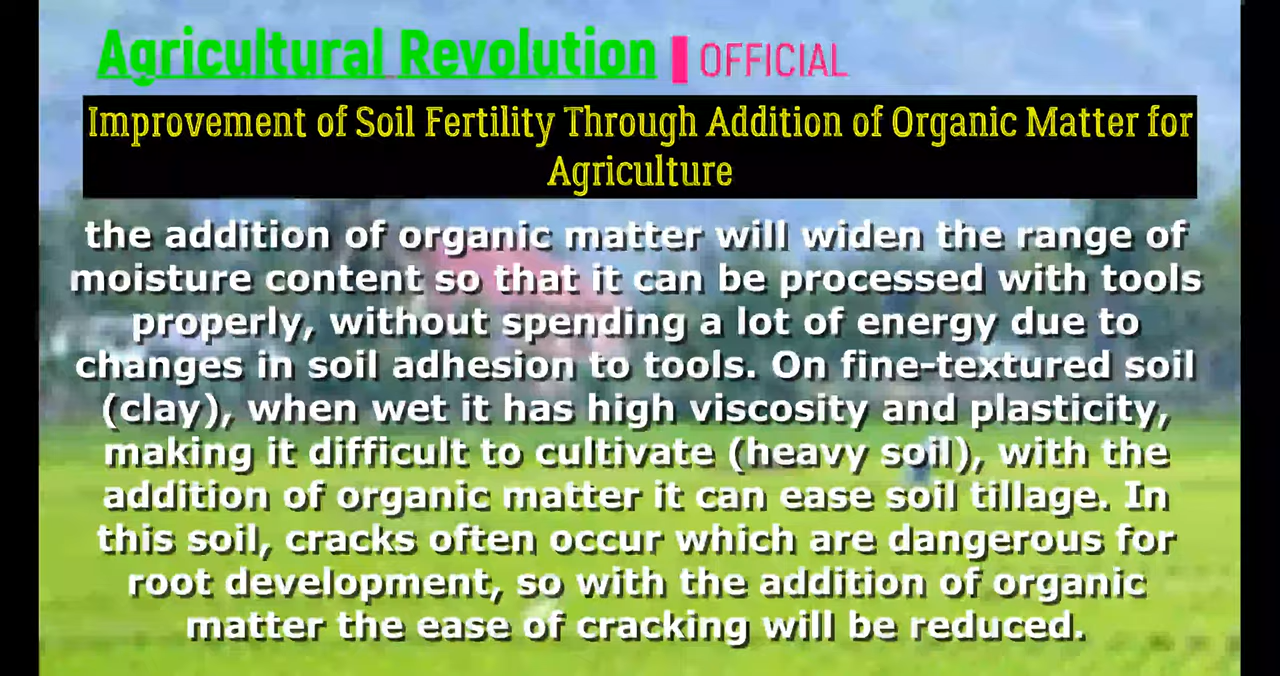 Agricultural Revolution OFFICIAL
Improvement of Soil Fertility Through Addition of Organic Matter for
Agriculture
the addition of organic matter will widen the range of
moisture content so that it can be processed with tools
properly, without spending a lot of energy due to
changes in soil adhesion to tools. On fine-textured soil
(clay), when wet it has high viscosity and plasticity,
making it difficult to cultivate (heavy soil), with the
addition of organic matter it can ease soil tillage. In
this soil, cracks often occur which are dangerous for
root development, so with the addition of organic
matter the ease of cracking will be reduced.